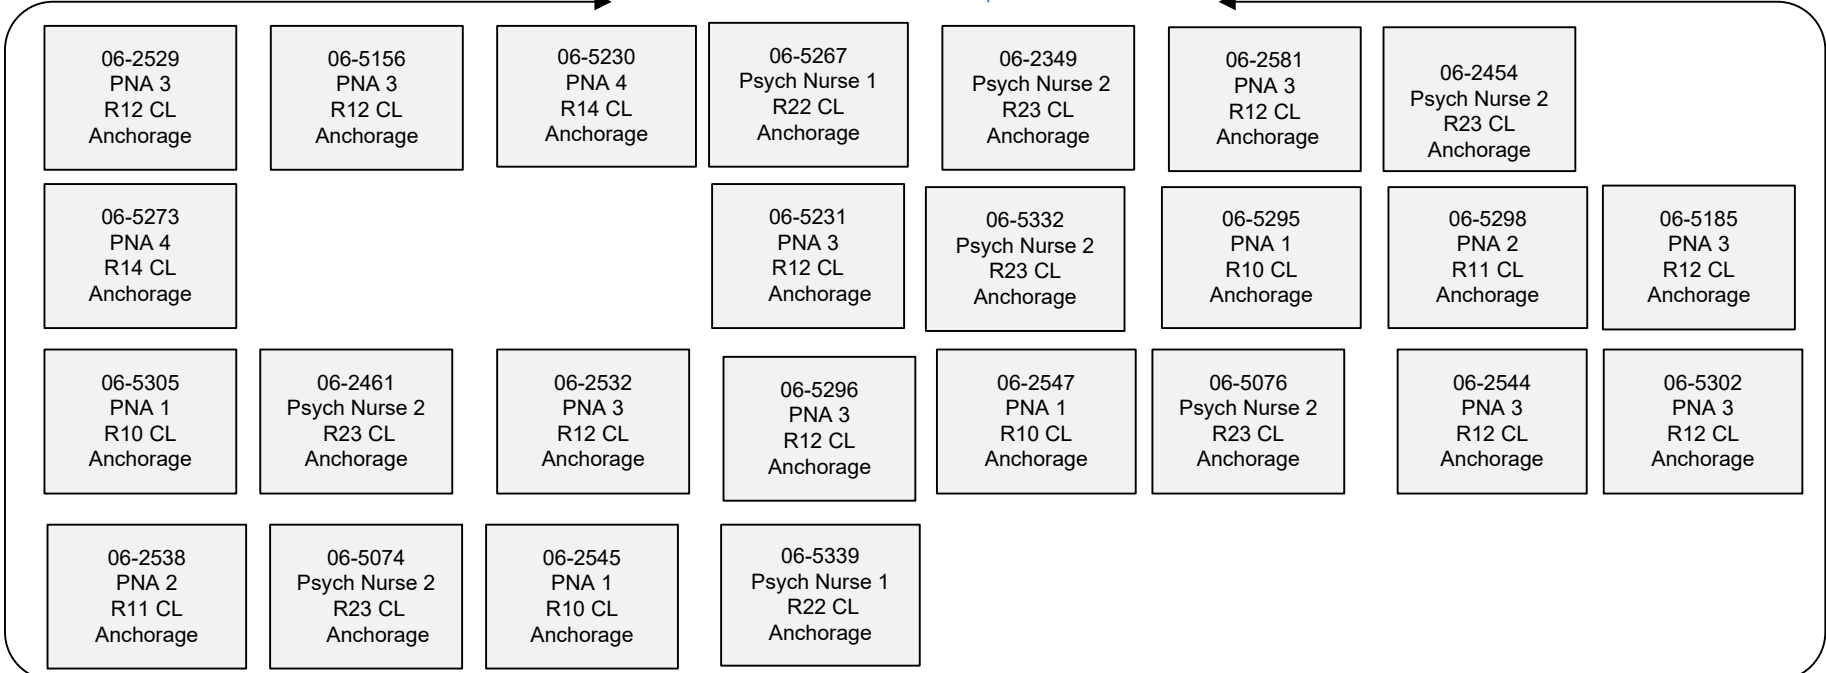 06-2529
PNA 3
R12 CL
Anchorage
06-5156
PNA 3
R12 CL
Anchorage
06-5230
PNA 4
R14 CL
Anchorage
06-5267
Psych Nurse 1
R22 CL
Anchorage
06-2349
Psych Nurse 2
R23 CL
Anchorage
06-2581
PNA 3
R12 CL
Anchorage
06-2454
Psych Nurse 2
R23 CL
Anchorage
06-5273
PNA 4
R14 CL
Anchorage
06-5231
PNA 3
R12 CL
Anchorage
06-5332
Psych Nurse 2
R23 CL
Anchorage
06-5295
PNA 1
R10 CL
Anchorage
06-5298
PNA 2
R11 CL
Anchorage
06-5185
PNA 3
R12 CL
Anchorage
06-5305
PNA 1
R10 CL
Anchorage
06-2461
Psych Nurse 2
R23 CL
Anchorage
06-2532
PNA 3
R12 CL
Anchorage
06-5296
PNA 3
R12 CL
Anchorage
06-2547
PNA 1
R10 CL
Anchorage
06-5076
Psych Nurse 2
R23 CL
Anchorage
06-2544
PNA 3
R12 CL
Anchorage
06-5302
PNA 3
R12 CL
Anchorage
06-2538
PNA 2
R11 CL
Anchorage
06-5074
Psych Nurse 2
R23 CL
Anchorage
06-2545
PNA 1
R10 CL
Anchorage
06-5339
Psych Nurse 1
R22 CL
Anchorage